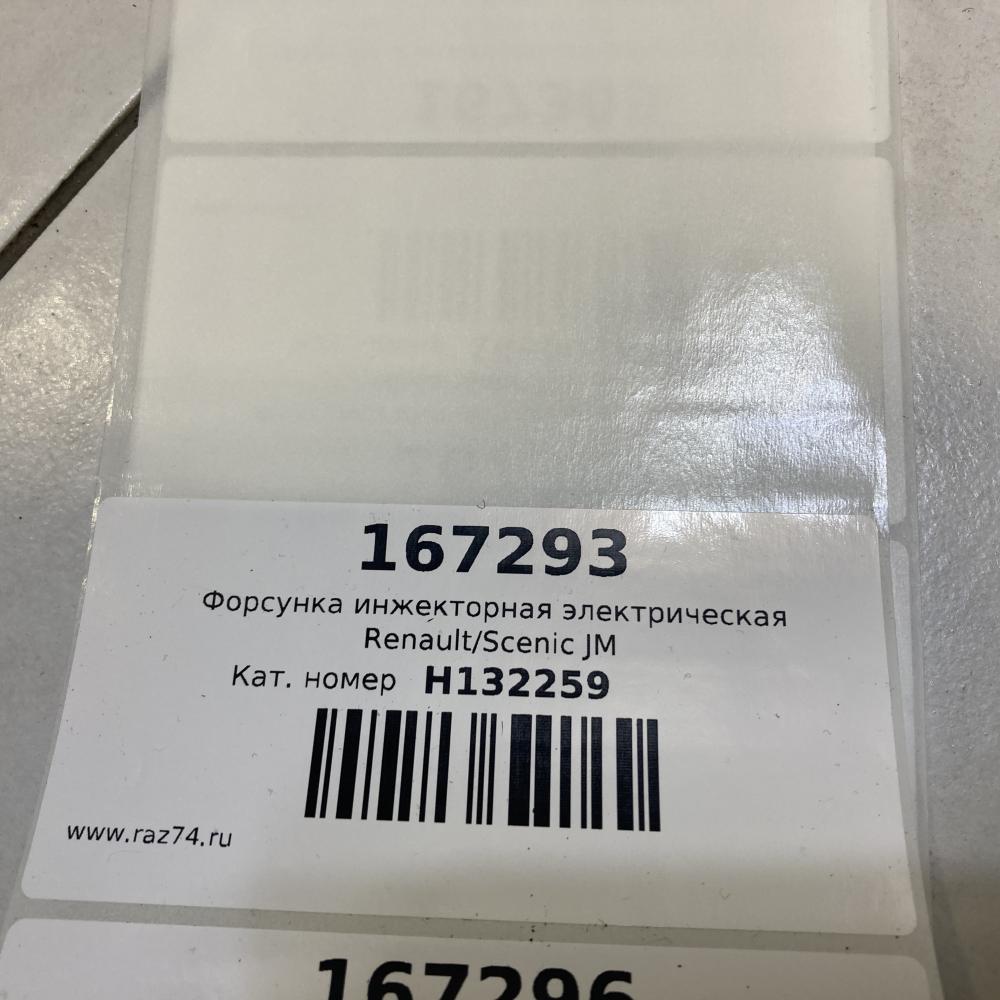 167293
Форсунка инжекторная электрическая
Renault/Scenic JM
Кат. номер H132259
www.raz74.ru
167296